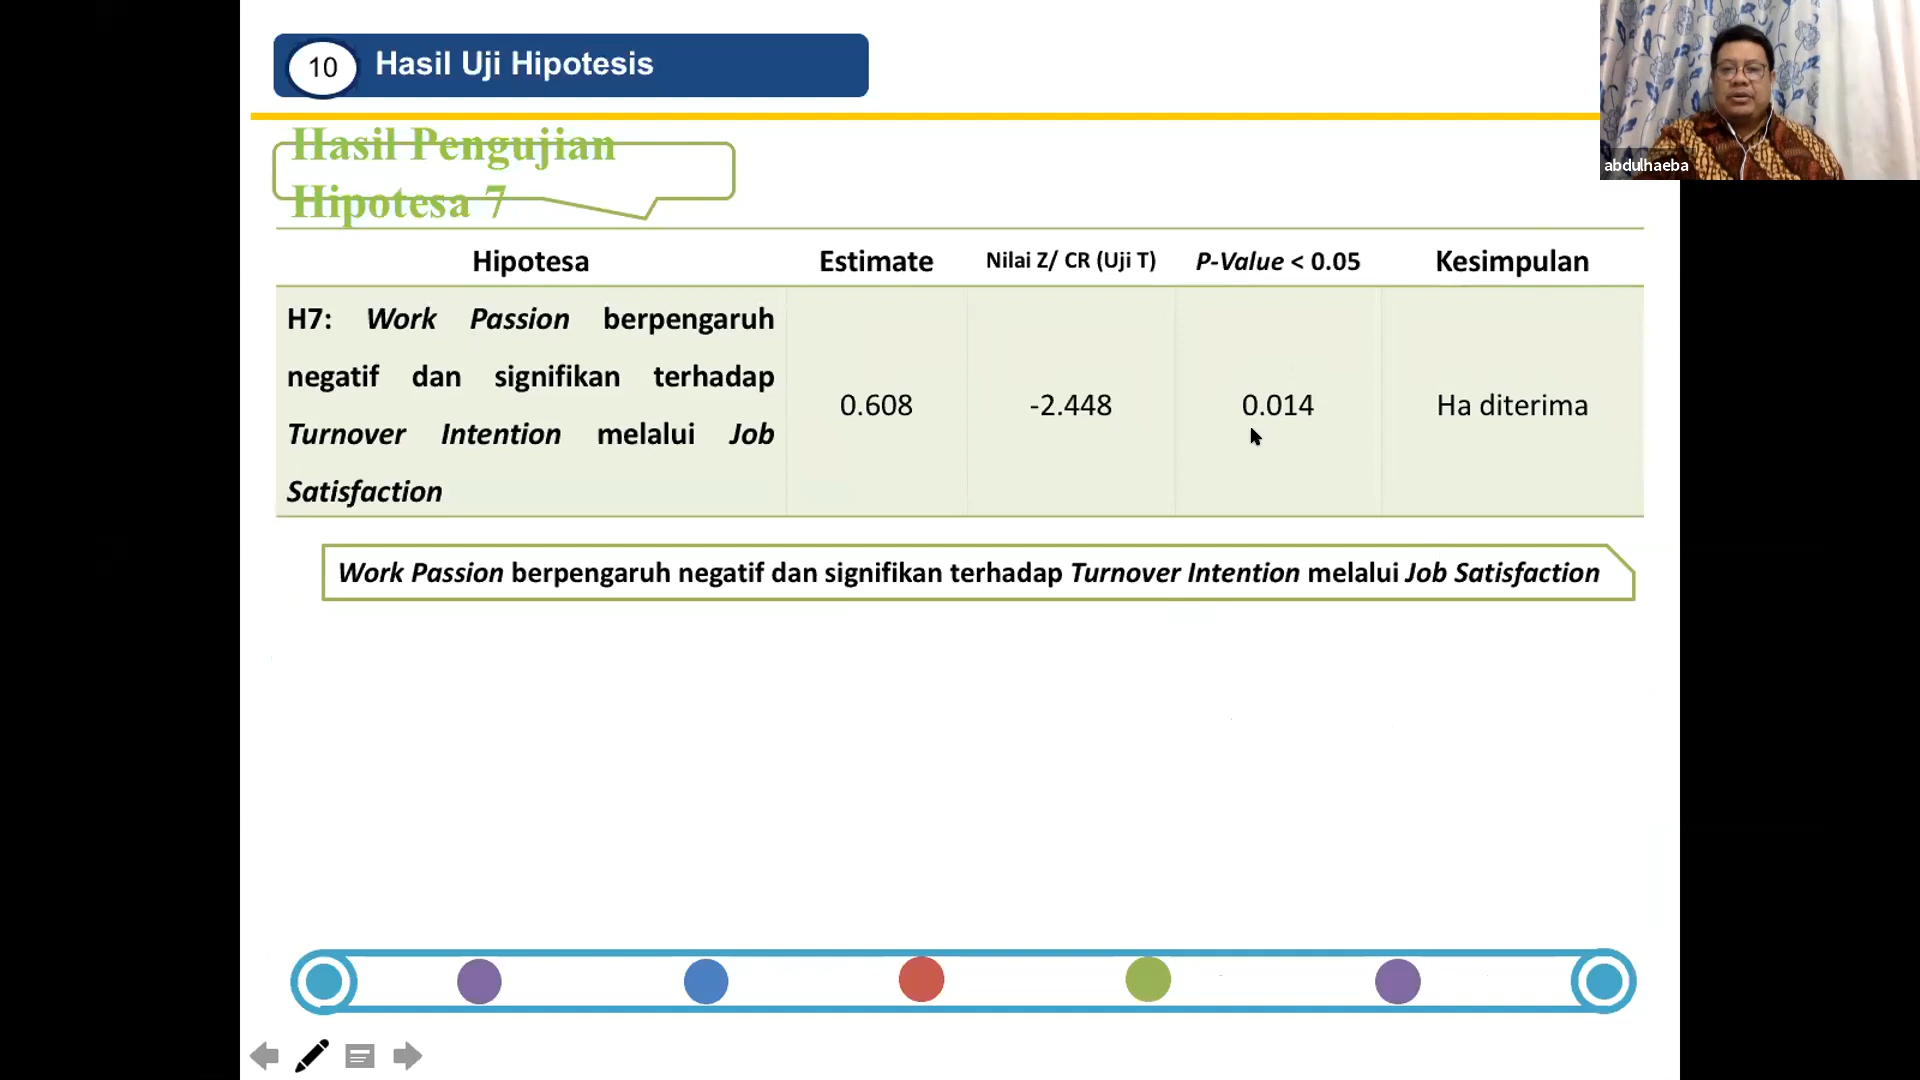 10 Hasil Uji Hipotesis
abdulhaeba
Hasil Pengujian
Hipotesa 7
Hipotesa Estimate Nilai Z/ CR (Uji T) P-Value < 0.05 Kesimpulan
H7: Work Passion berpengaruh
negatif dan signifikan terhadap
Turnover Intention melalui Job
Satisfaction
0.608 -2.448 0.014 Ha diterima
Work Passion berpengaruh negatif dan signifikan terhadap Turnover Intention melalui Job Satisfaction